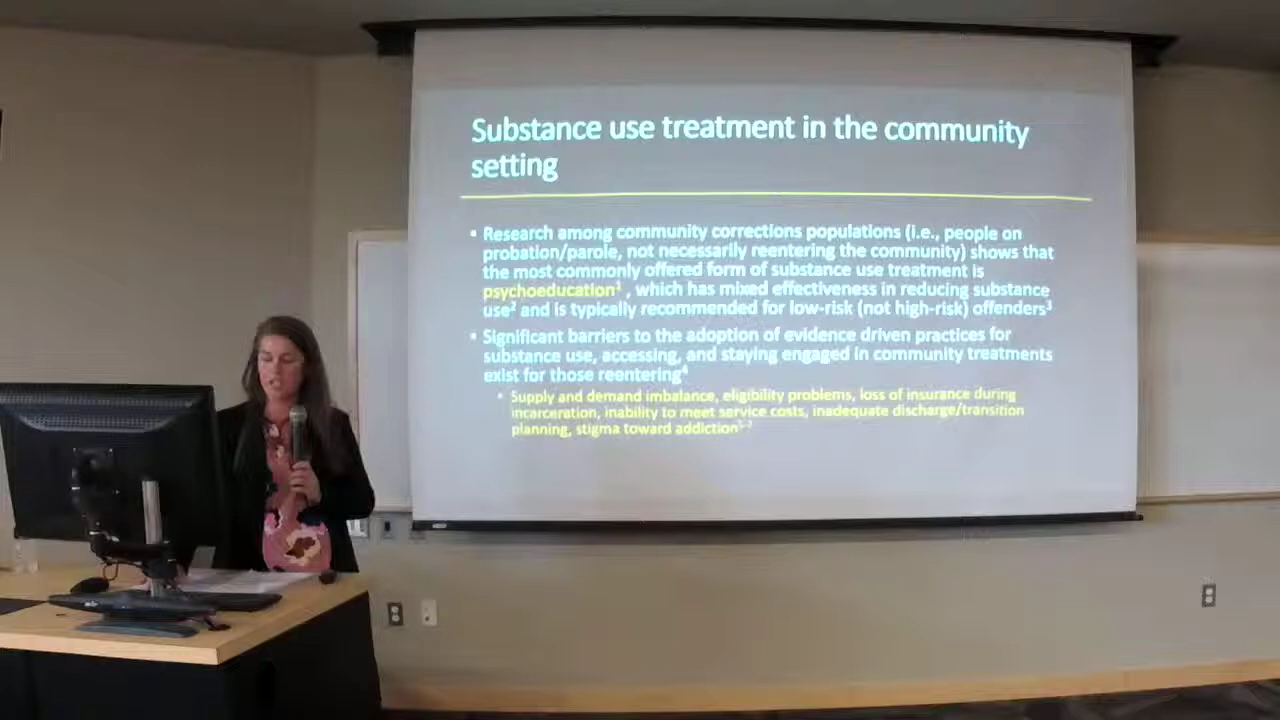 Substance use treatment in the community
setting
▪ Research among community corrections populations (i.e., people on
probation/parole, not necessarily reentering the community) shows that
the most commonly offered form of substance use treatment is
psychoeducation¹ , which has mixed effectiveness in reducing substance
use² and is typically recommended for low-risk (not high-risk) offenders³
▪ Significant barriers to the adoption of evidence driven practices for
substance use, accessing, and staying engaged in community treatments
exist for those reentering⁴
▪ Supply and demand imbalance, eligibility problems, loss of insurance during
incarceration, inability to meet service costs, inadequate discharge/transition
planning, stigma toward addiction